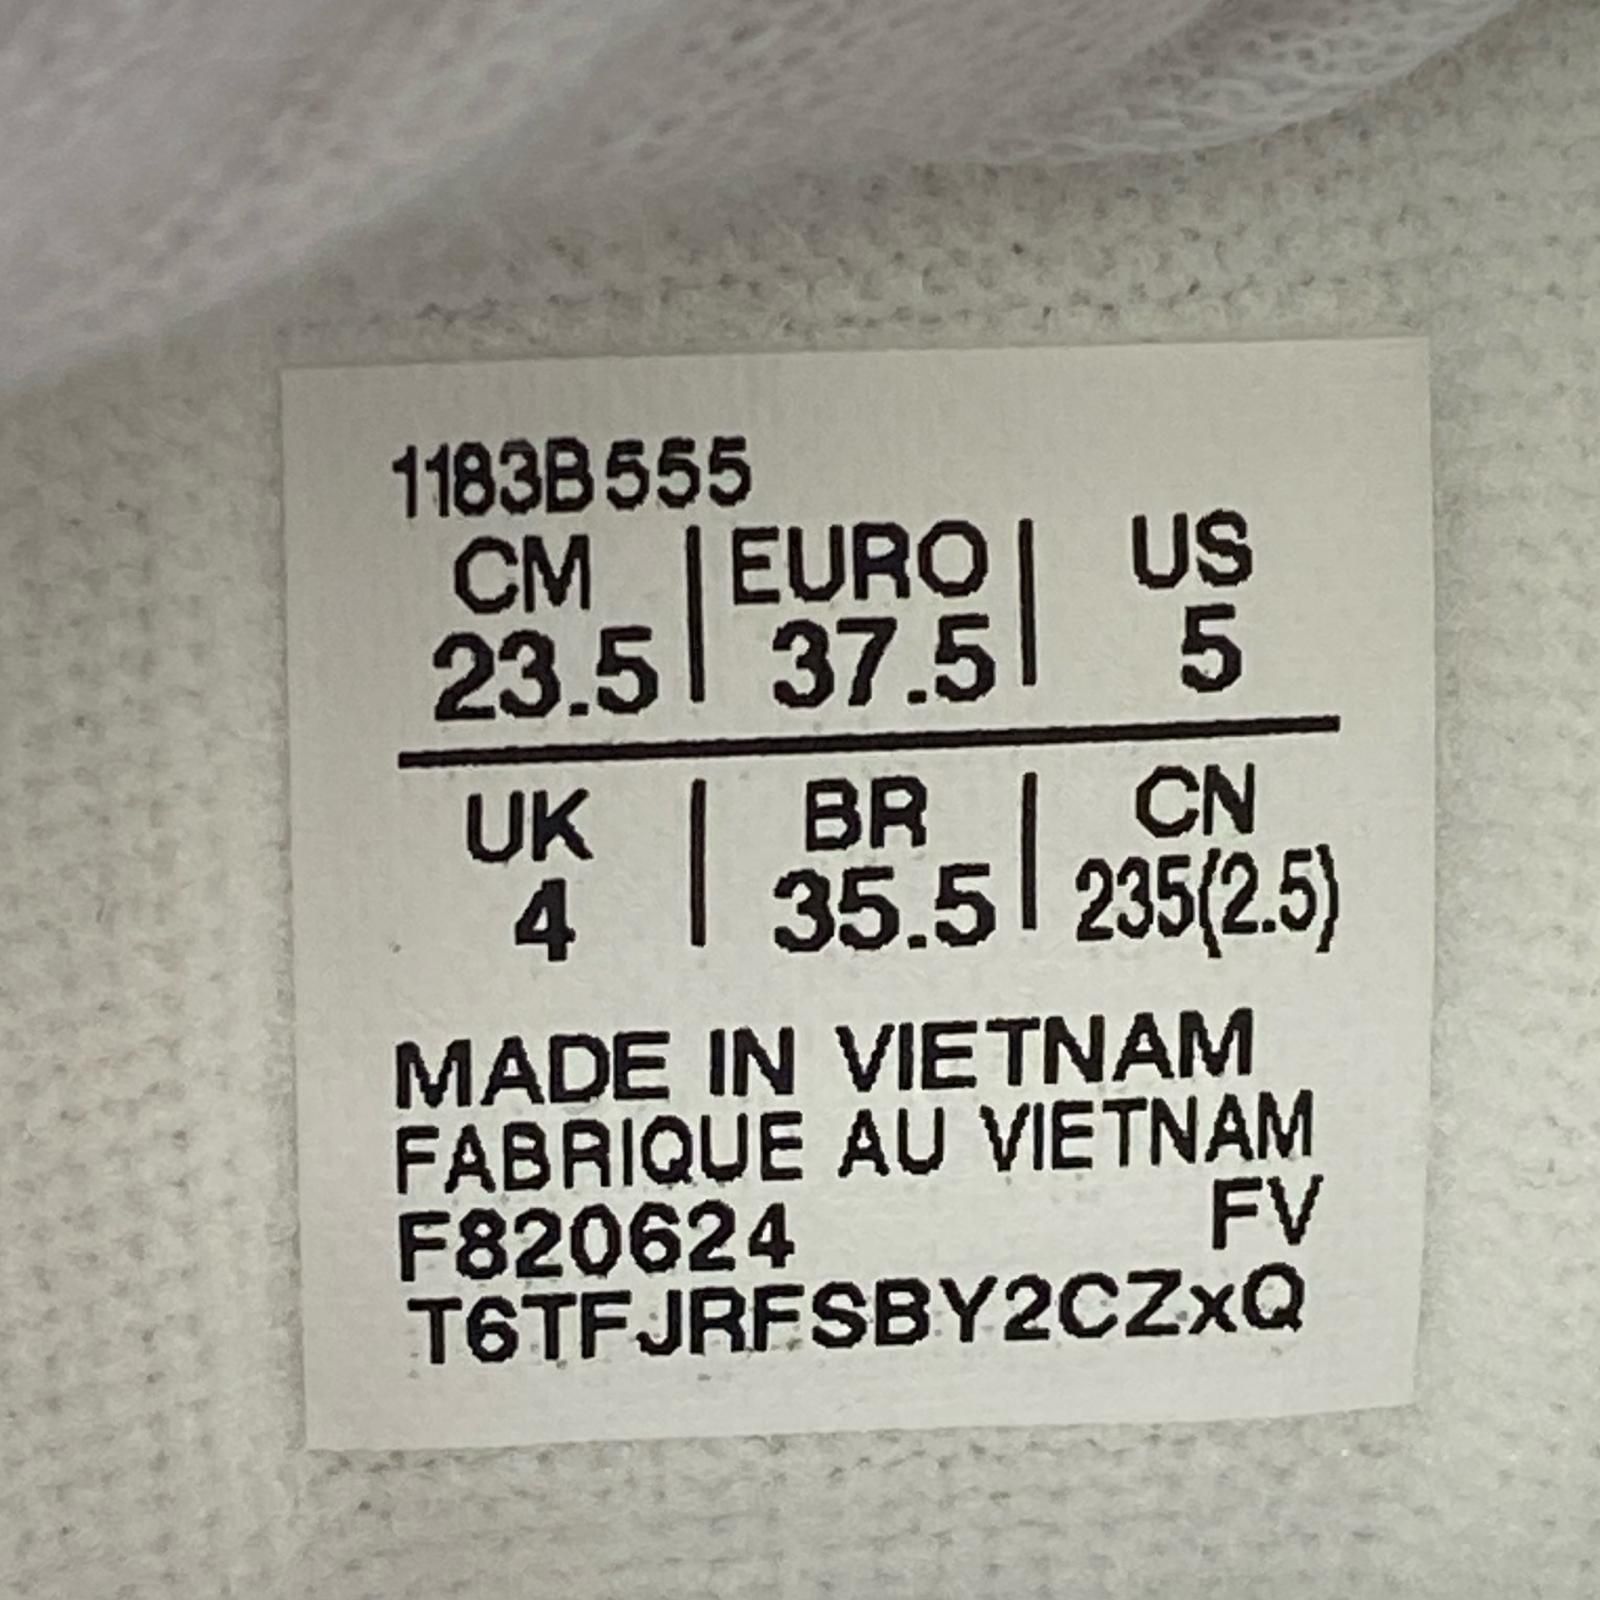 1183B555
CM | EURO | US
23.5 | 37.5 | 5
UK | BR | CN
4 | 35.5 | 235(2.5)
MADE IN VIETNAM
FABRIQUE AU VIETNAM
F820624 FV
T6TFJRFSBY2CZxQ